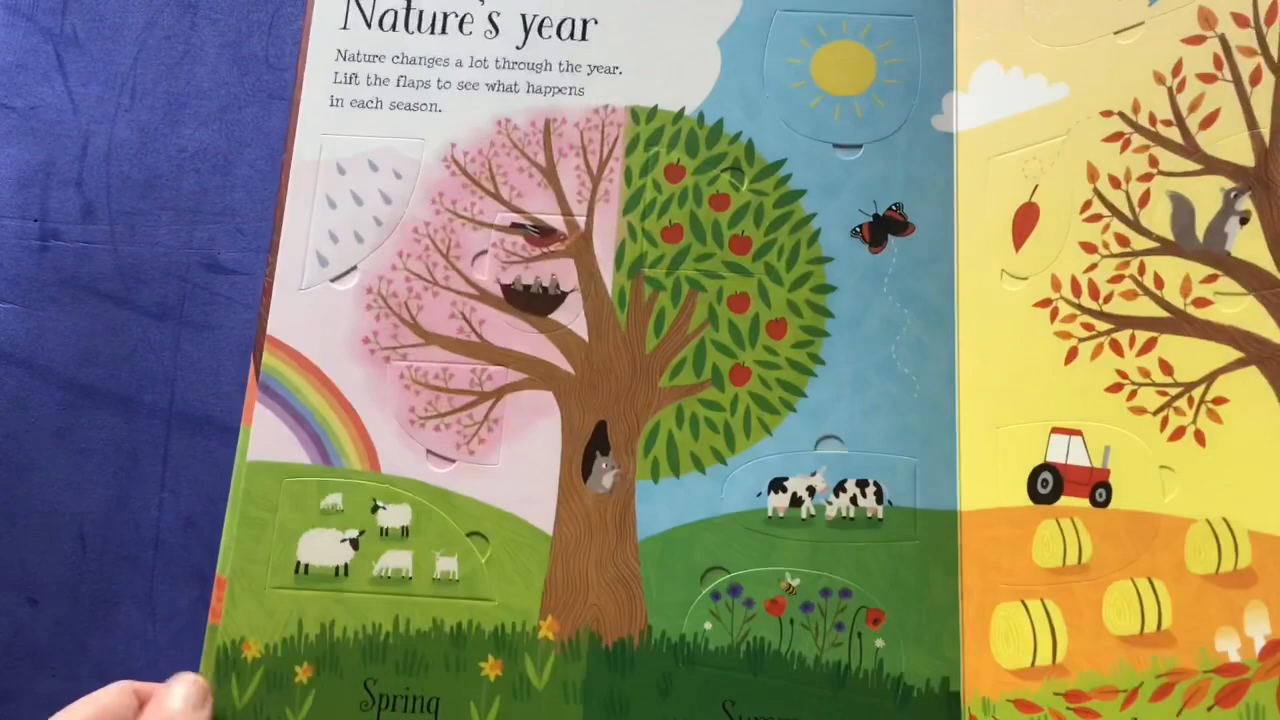 Nature's year
Nature changes a lot through the year.
Lift the flaps to see what happens
in each season.
Spring